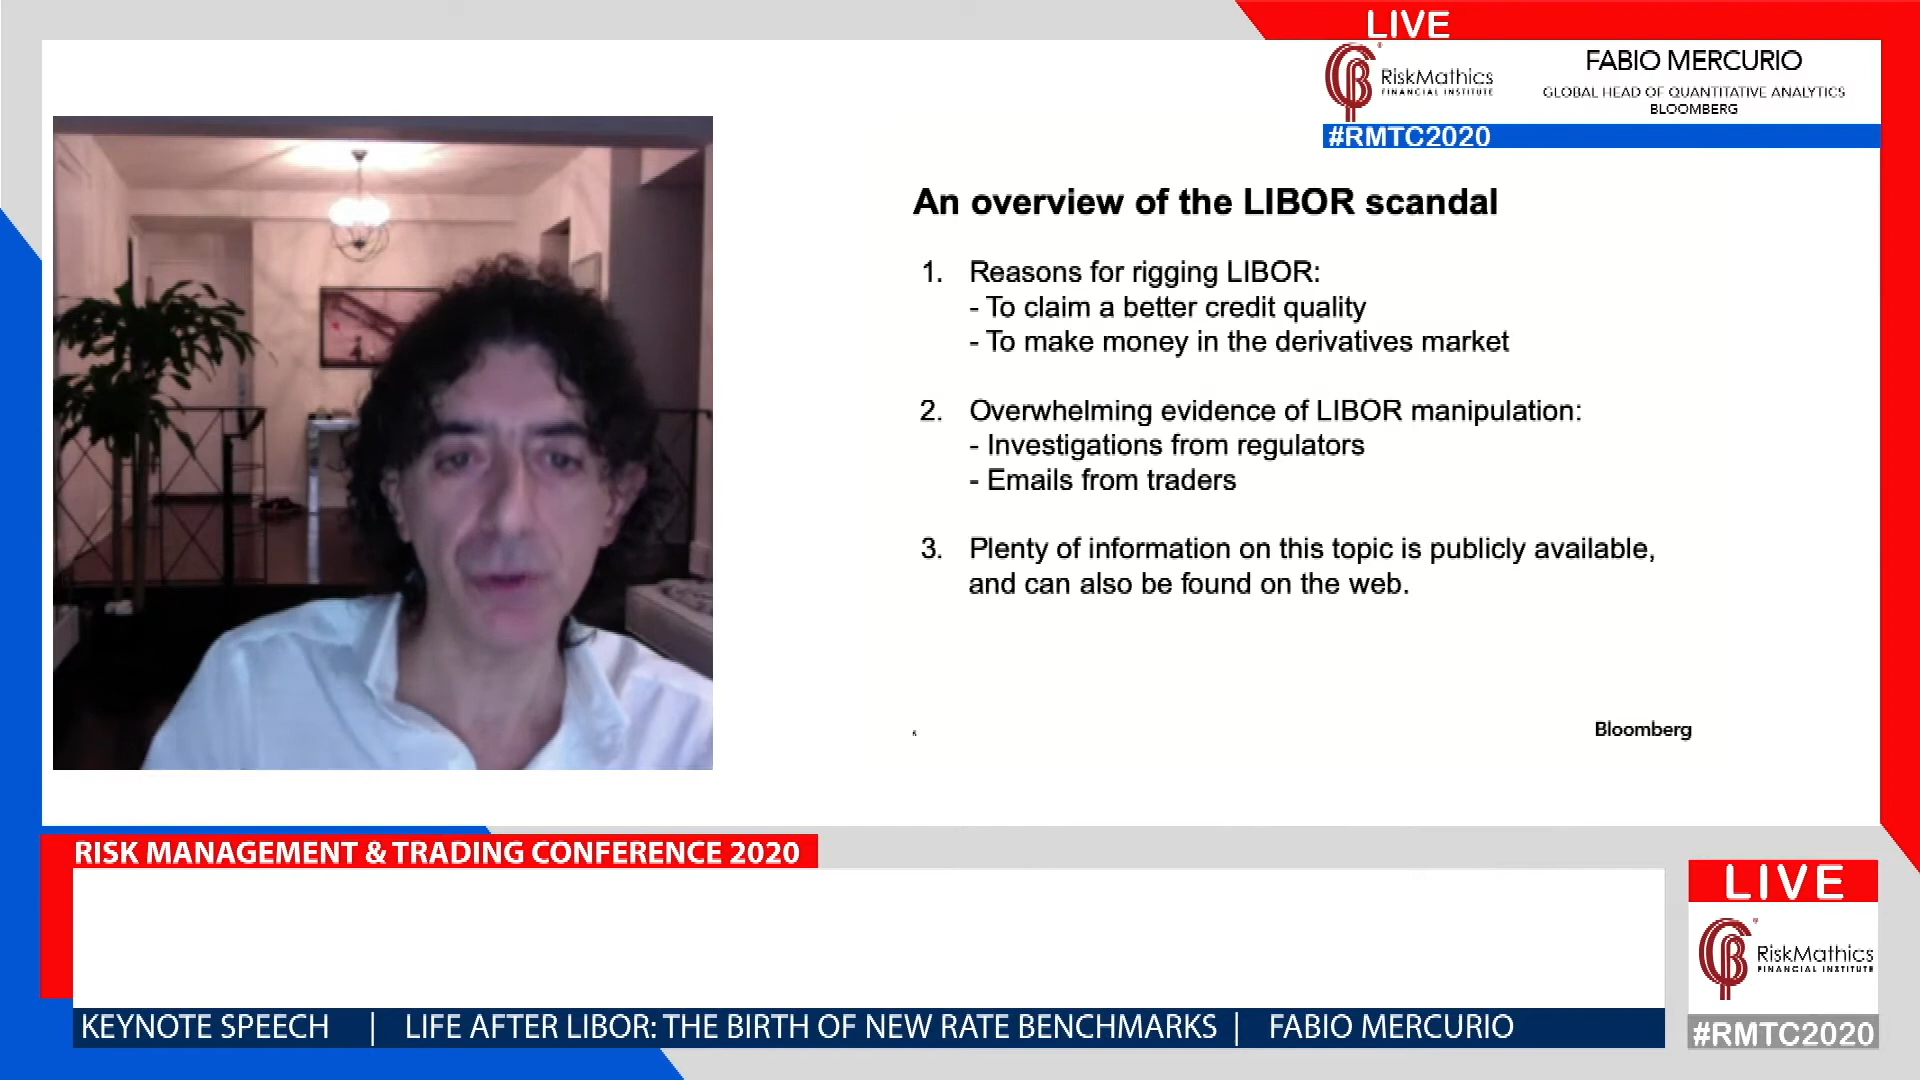 LIVE
RiskMathics
FINANCIAL INSTITUTE
FABIO MERCURIO
GLOBAL HEAD OF QUANTITATIVE ANALYTICS
BLOOMBERG
#RMTC2020
An overview of the LIBOR scandal
1. Reasons for rigging LIBOR:
- To claim a better credit quality
- To make money in the derivatives market
2. Overwhelming evidence of LIBOR manipulation:
- Investigations from regulators
- Emails from traders
3. Plenty of information on this topic is publicly available,
and can also be found on the web.
Bloomberg
RISK MANAGEMENT & TRADING CONFERENCE 2020
LIVE
RiskMathics
FINANCIAL INSTITUTE
#RMTC2020
KEYNOTE SPEECH | LIFE AFTER LIBOR: THE BIRTH OF NEW RATE BENCHMARKS | FABIO MERCURIO